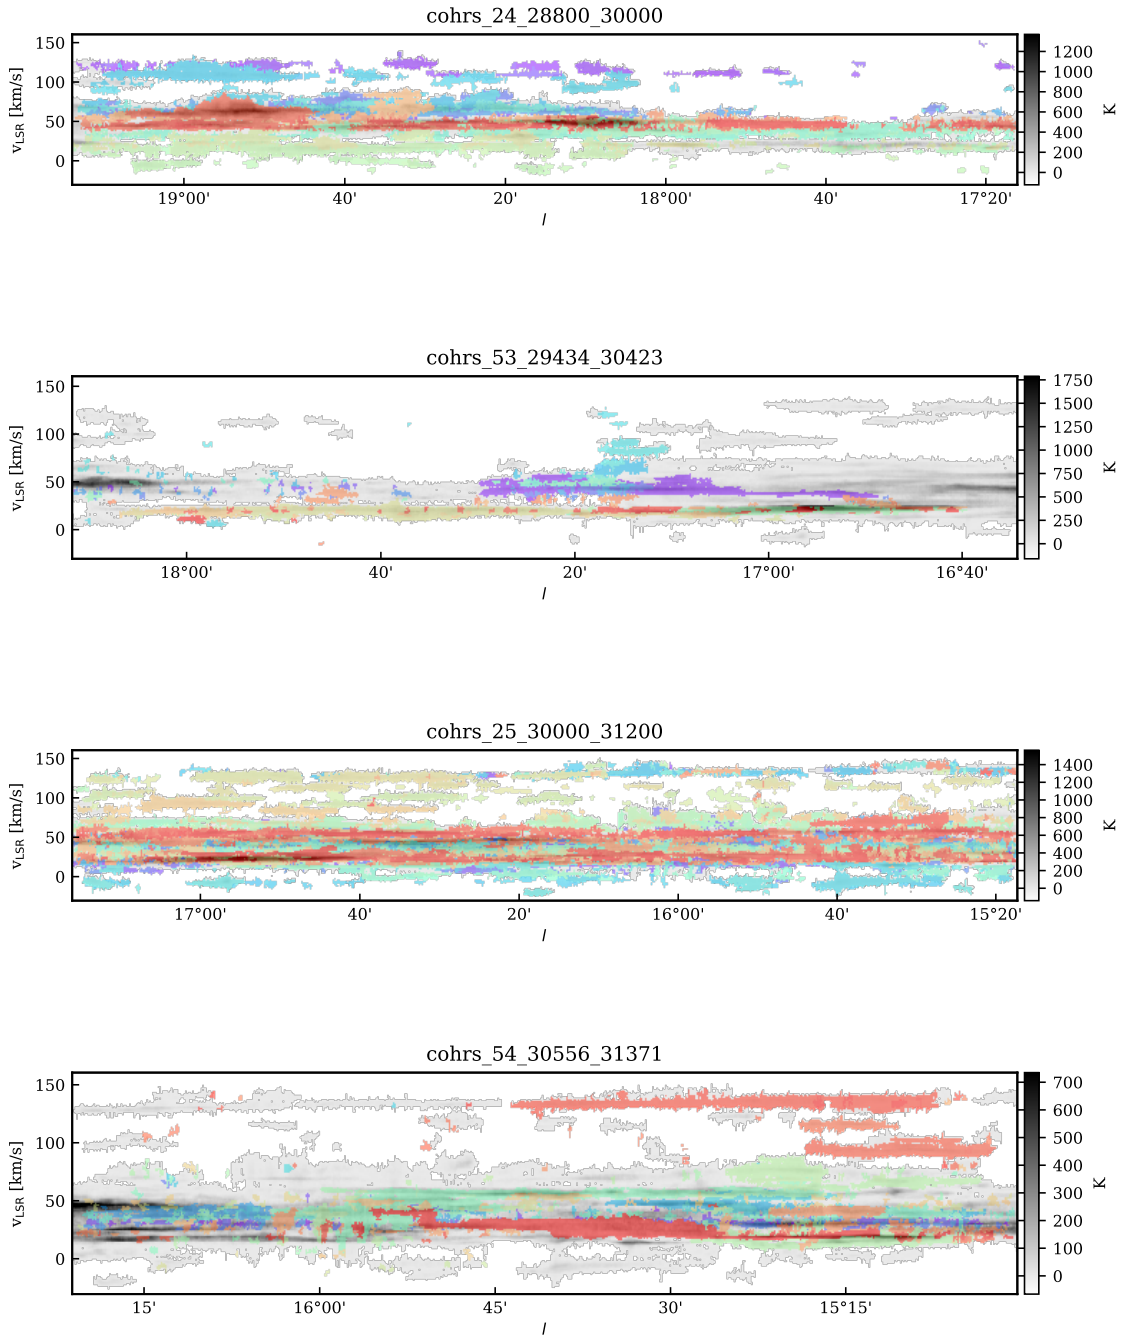 cohrs_24_28800_30000
150
100
50
0
v_LSR [km/s]
19°00' 40' 20' 18°00' 40' 17°20'
l
1200
1000
800
600
400
200
0
K
cohrs_53_29434_30423
150
100
50
0
v_LSR [km/s]
18°00' 40' 20' 17°00' 16°40'
l
1750
1500
1250
1000
750
500
250
0
K
cohrs_25_30000_31200
150
100
50
0
v_LSR [km/s]
17°00' 40' 20' 16°00' 40' 15°20'
l
1400
1200
1000
800
600
400
200
0
K
cohrs_54_30556_31371
150
100
50
0
v_LSR [km/s]
15' 16°00' 45' 30' 15°15'
l
700
600
500
400
300
200
100
0
K